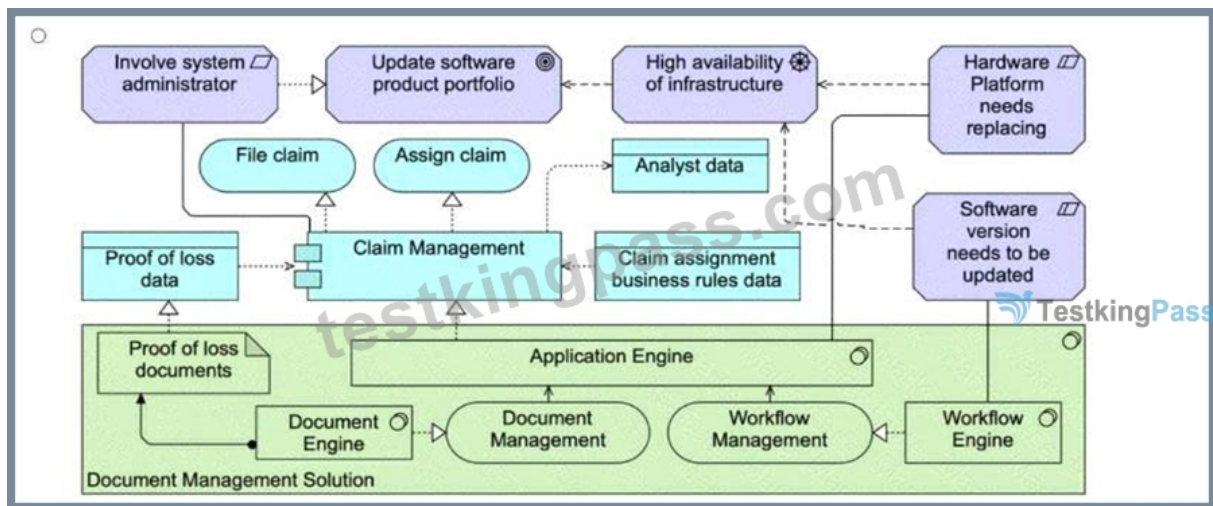 Involve system
administrator
Update software
product portfolio
High availability
of infrastructure
Hardware
Platform
needs
replacing
File claim
Assign claim
Analyst data
Software
version
needs to be
updated
Proof of loss
data
Claim Management
Claim assignment
business rules data
testkingpass.com
TestkingPass
Proof of loss
documents
Application Engine
Document
Engine
Document
Management
Workflow
Management
Workflow
Engine
Document Management Solution